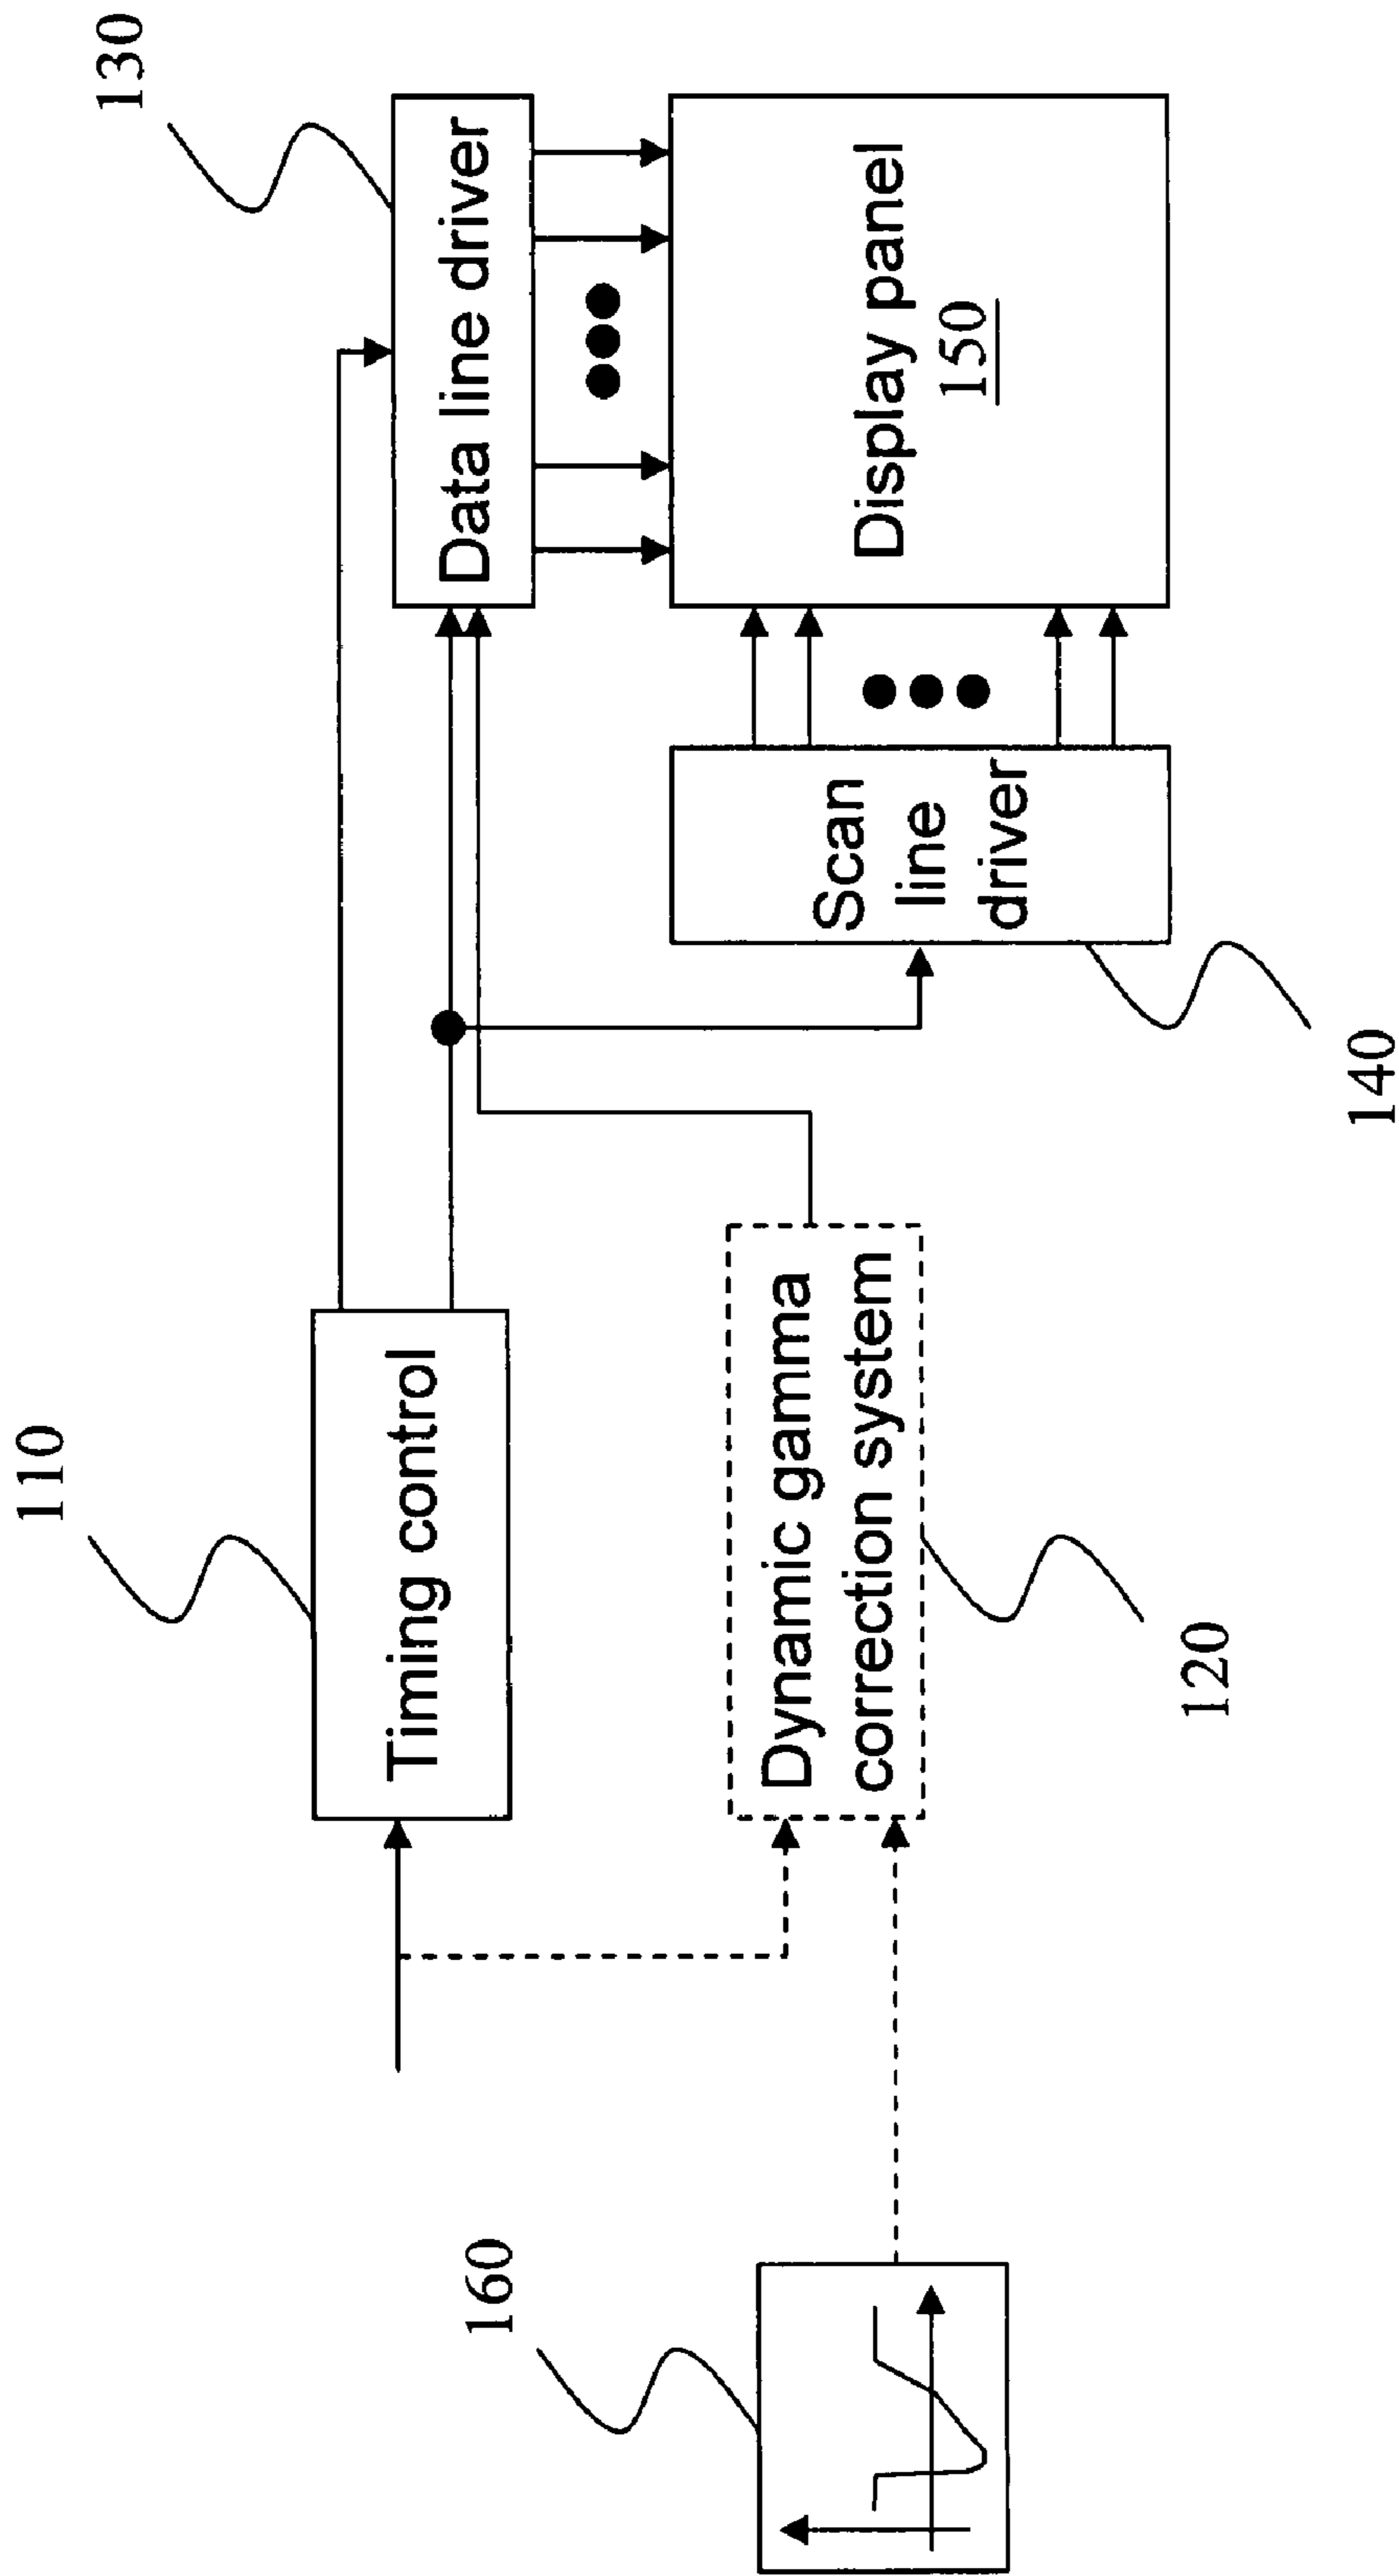 110
Timing control
130
Data line driver
160
Dynamic gamma
correction system
120
Scan
line
driver
140
Display panel
150